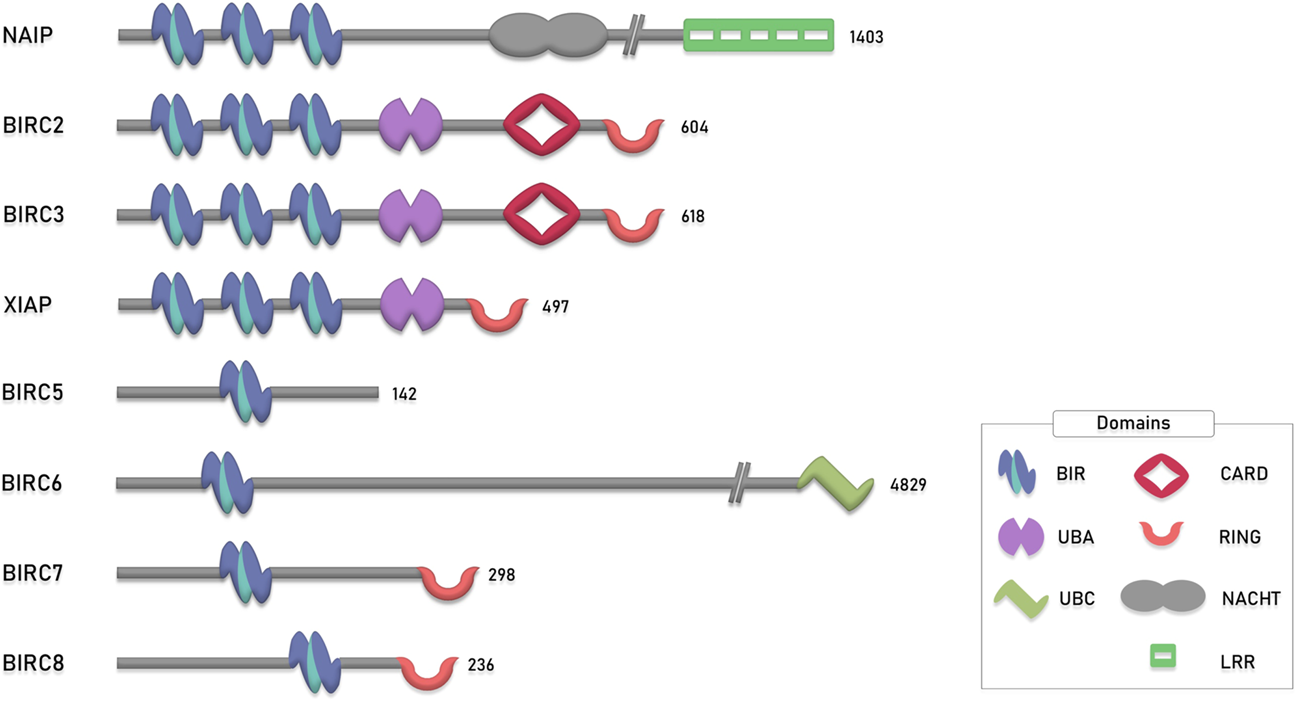 NAIP 1403
BIRC2 604
BIRC3 618
XIAP 497
BIRC5 142
BIRC6 4829
BIRC7 298
BIRC8 236
Domains
BIR CARD
UBA RING
UBC NACHT
LRR